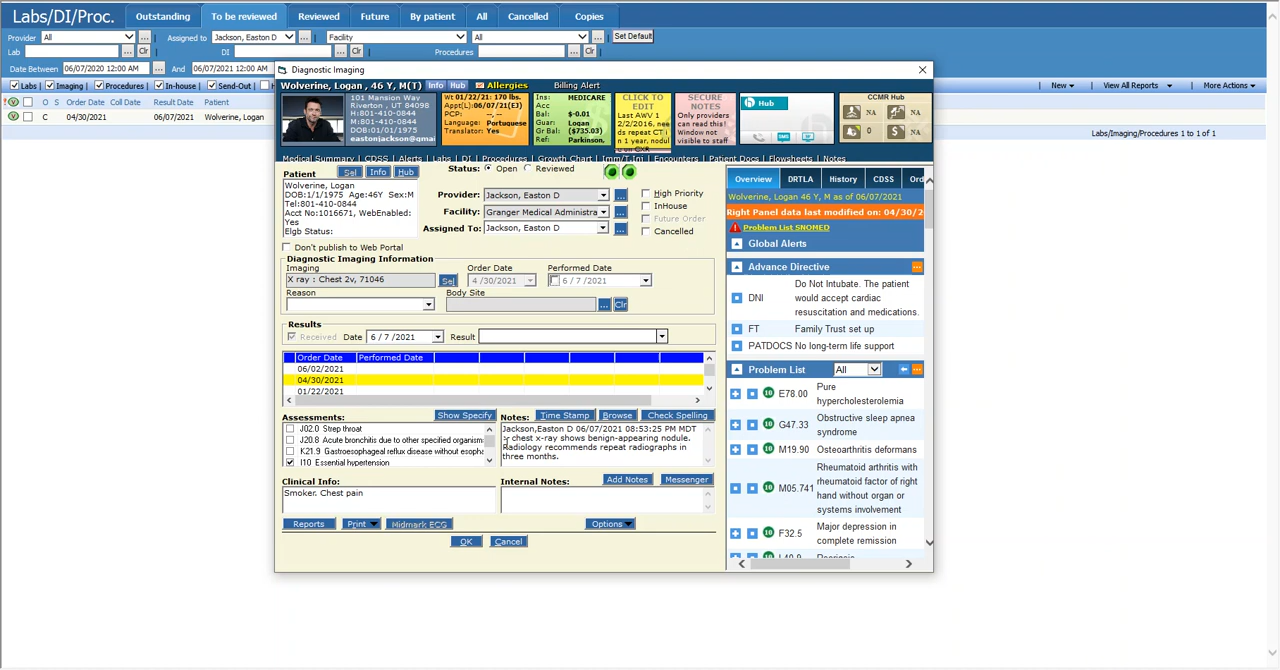 Labs/DI/Proc. Outstanding To be reviewed Reviewed Future By patient All Cancelled Copies
Provider All ... Assigned to Jackson, Easton D ... Facility All ... Set Default
Lab ... Clr DI ... Clr Procedures ... Clr
Date Between 06/07/2020 12:00 AM ... And 06/07/2021 12:00 AM
Labs Imaging Procedures In-house Send-Out H New View All Reports More Actions
! O S Order Date Coll Date Result Date Patient
C 04/30/2021 06/07/2021 Wolverine, Logan
Labs/Imaging/Procedures 1 to 1 of 1
Diagnostic Imaging
Wolverine, Logan , 46 Y, M(T) Info Hub Allergies Billing Alert
101 Mansion Way
Riverton , UT 84098
H:801-410-0844
M:801-410-0844
DOB:01/01/1975
eastonjackson@gmai
Wt 01/22/21: 170 lbs.
Appt(L):06/07/21(EJ)
PCP: --, -
Language: Portuguese
Translator: Yes
Ins: MEDICARE
Acc
Bal: $-0.01
Guar: Logan
Gr Bal: ($735.03)
Ref: Parkinson,
CLICK TO
EDIT
Last AWV 1
2/2/2016. need
s repeat CT i
n 1 year, nodul
SECURE
NOTES
Only providers
can read this!
Window not
visible to staff
Hub
CCMR Hub
NA NA
0 NA
Medical Summary | CDSS | Alerts | Labs | DI | Procedures | Growth Chart | Imm/T.Inj | Encounters | Patient Docs | Flowsheets | Notes
Patient Sel Info Hub
Wolverine, Logan
DOB:1/1/1975 Age:46Y Sex:M
Tel:801-410-0844
Acct No:1016671, WebEnabled:
Yes
Elgb Status:
Status: Open Reviewed
Provider: Jackson, Easton D ...
Facility: Granger Medical Administra ...
Assigned To: Jackson, Easton D ...
High Priority
InHouse
Future Order
Cancelled
Don't publish to Web Portal
Diagnostic Imaging Information
Imaging Order Date Performed Date
X ray : Chest 2v, 71046 Sel 4 /30/2021 6 / 7 /2021
Reason Body Site
... Clr
Results
Received Date 6 / 7 /2021 Result
Order Date Performed Date
06/02/2021
04/30/2021
01/22/2021
Assessments: Show Specify
J02.0 Strep throat
J20.8 Acute bronchitis due to other specified organism
K21.9 Gastroesophageal reflux disease without esopha
I10 Essential hypertension
Notes: Time Stamp Browse Check Spelling
Jackson,Easton D 06/07/2021 08:53:25 PM MDT
: chest x-ray shows benign-appearing nodule.
Radiology recommends repeat radiographs in
three months.
Clinical Info:
Smoker. Chest pain
Internal Notes: Add Notes Messenger
Reports Print Midmark ECG Options
OK Cancel
Overview DRTLA History CDSS Ord
Wolverine, Logan 46 Y, M as of 06/07/2021
Right Panel data last modified on: 04/30/2
Problem List SNOMED
Global Alerts
Advance Directive
DNI Do Not Intubate. The patient
would accept cardiac
resuscitation and medications.
FT Family Trust set up
PATDOCS No long-term life support
Problem List All
10 E78.00 Pure
hypercholesterolemia
10 G47.33 Obstructive sleep apnea
syndrome
10 M19.90 Osteoarthritis deformans
10 M05.741 Rheumatoid arthritis with
rheumatoid factor of right
hand without organ or
systems involvement
10 F32.5 Major depression in
complete remission
10 L40.9 Psoriasis